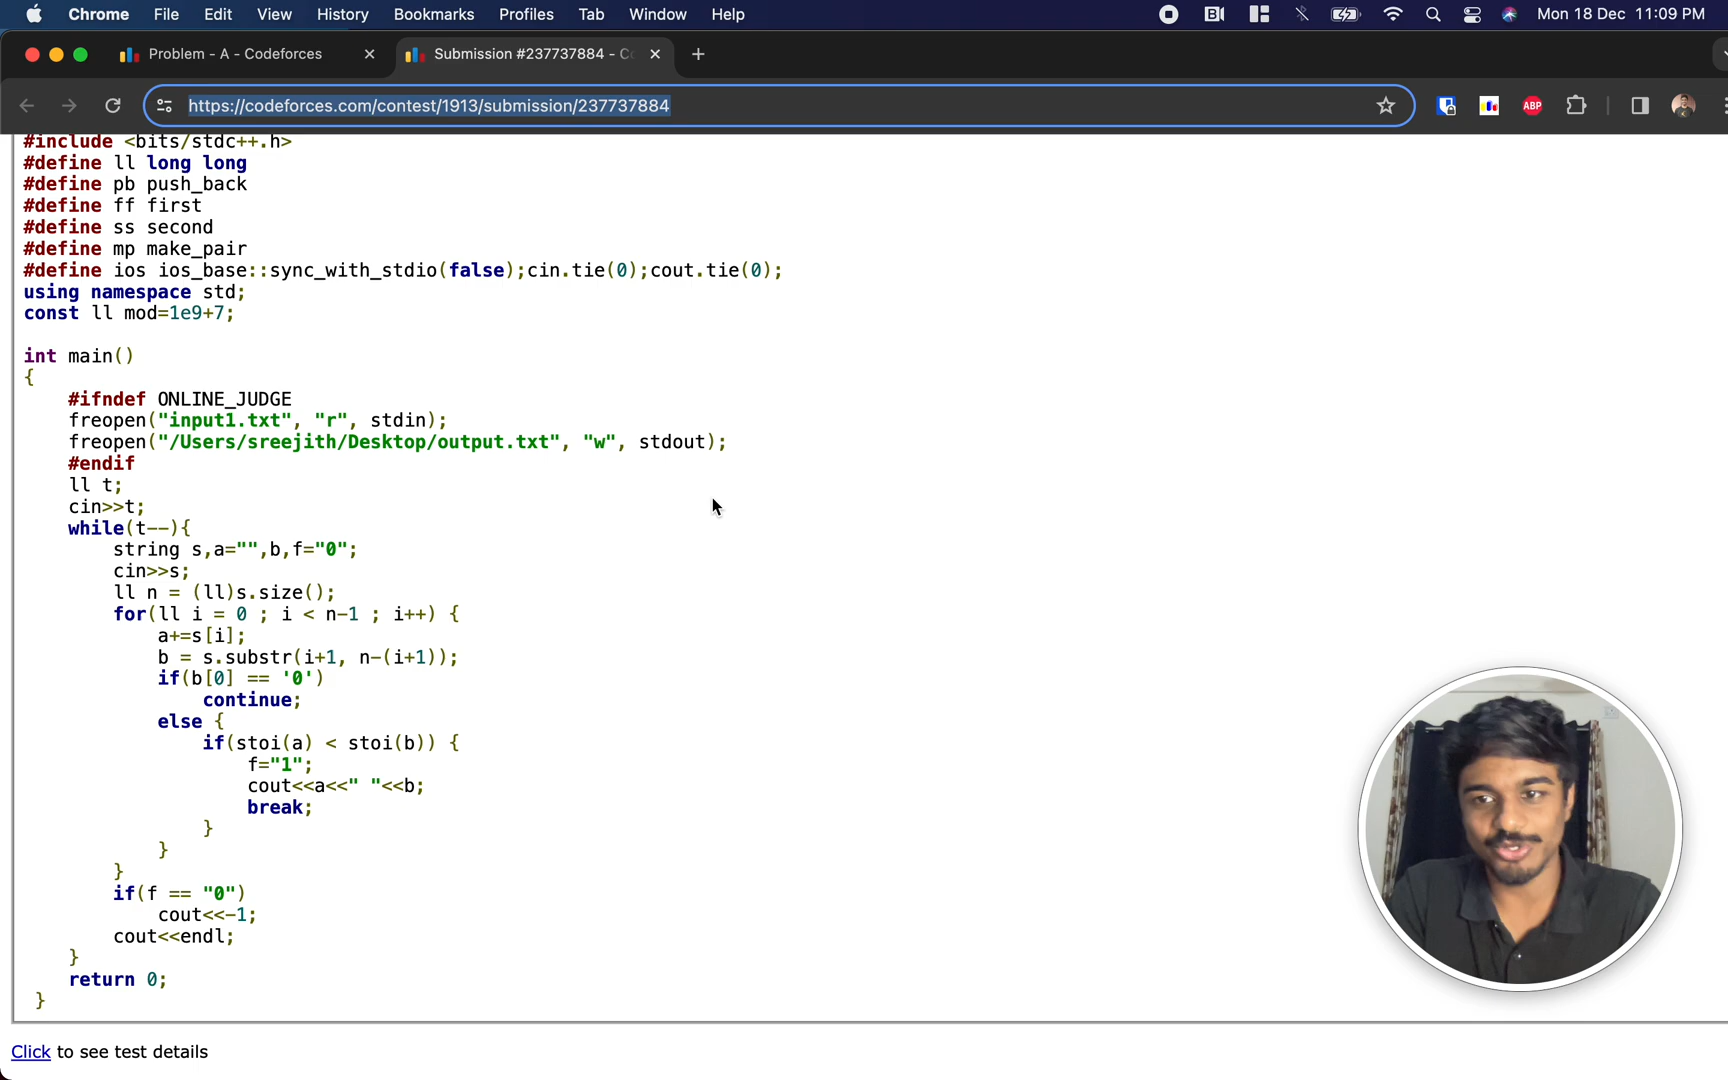 Chrome File Edit View History Bookmarks Profiles Tab Window Help Mon 18 Dec 11:09 PM
Problem - A - Codeforces Submission #237737884 - Co
https://codeforces.com/contest/1913/submission/237737884 ABP
#include <bits/stdc++.h>
#define ll long long
#define pb push_back
#define ff first
#define ss second
#define mp make_pair
#define ios ios_base::sync_with_stdio(false);cin.tie(0);cout.tie(0);
using namespace std;
const ll mod=1e9+7;
int main()
{
#ifndef ONLINE_JUDGE
freopen("input1.txt", "r", stdin);
freopen("/Users/sreejith/Desktop/output.txt", "w", stdout);
#endif
ll t;
cin>>t;
while(t--){
string s,a="",b,f="0";
cin>>s;
ll n = (ll)s.size();
for(ll i = 0 ; i < n-1 ; i++) {
a+=s[i];
b = s.substr(i+1, n-(i+1));
if(b[0] == '0')
continue;
else {
if(stoi(a) < stoi(b)) {
f="1";
cout<<a<<" "<<b;
break;
}
}
}
if(f == "0")
cout<<-1;
cout<<endl;
}
return 0;
}
Click to see test details